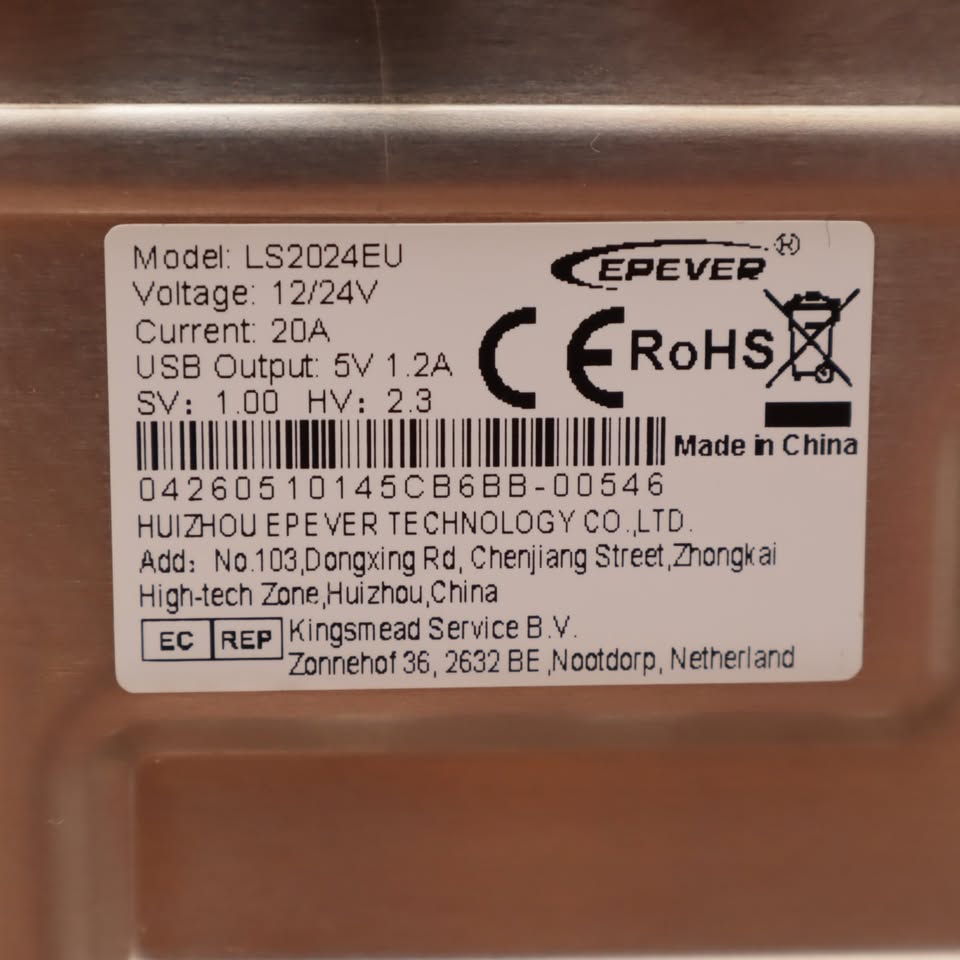 Model: LS2024EU
EPEVER®
Voltage: 12/24V
Current: 20A
CE RoHS
USB Output: 5V 1.2A
SV: 1.00 HV: 2.3
Made in China
04260510145CB6BB-00546
HUIZHOU EPEVER TECHNOLOGY CO.,LTD.
Add: No.103,Dongxing Rd, Chenjiang Street,Zhongkai
High-tech Zone,Huizhou,China
EC REP Kingsmead Service B.V.
Zonnehof 36, 2632 BE ,Nootdorp, Netherland